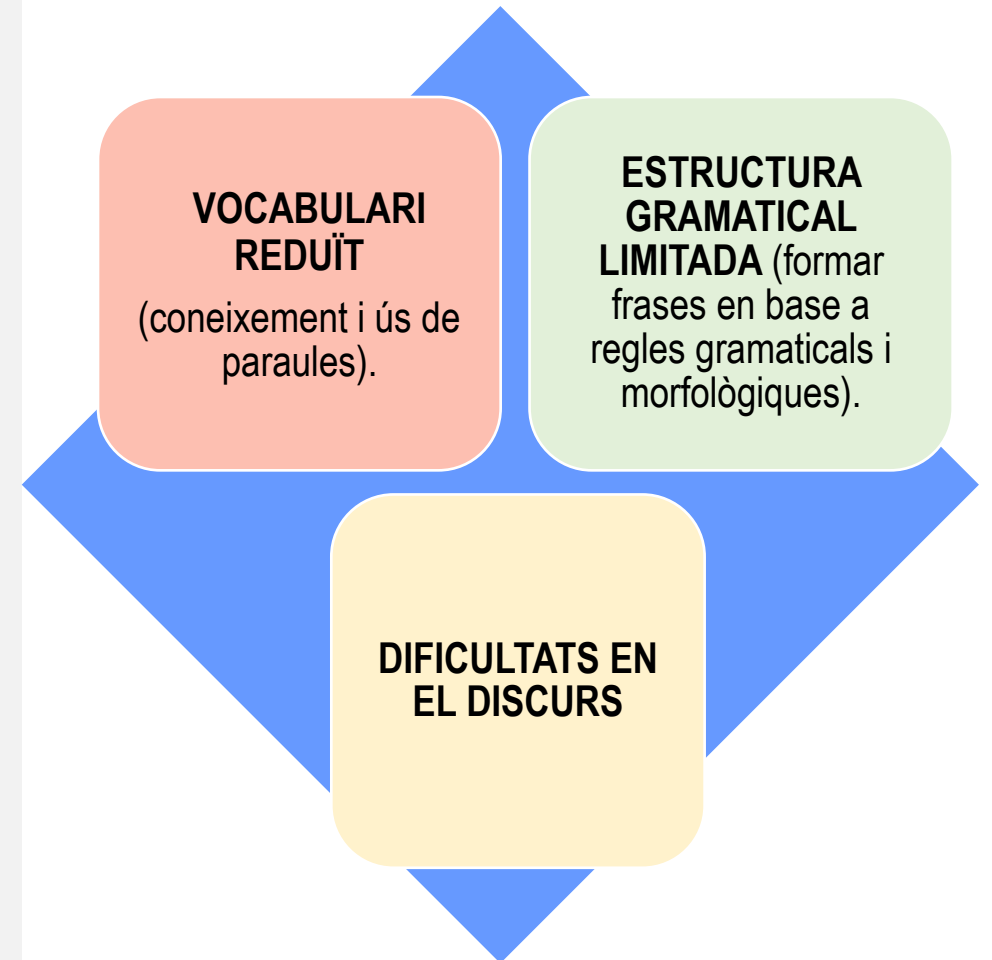 VOCABULARI
REDUÏT
(coneixement i ús de
paraules).
ESTRUCTURA
GRAMATICAL
LIMITADA (formar
frases en base a
regles gramaticals i
morfològiques).
DIFICULTATS EN
EL DISCURS